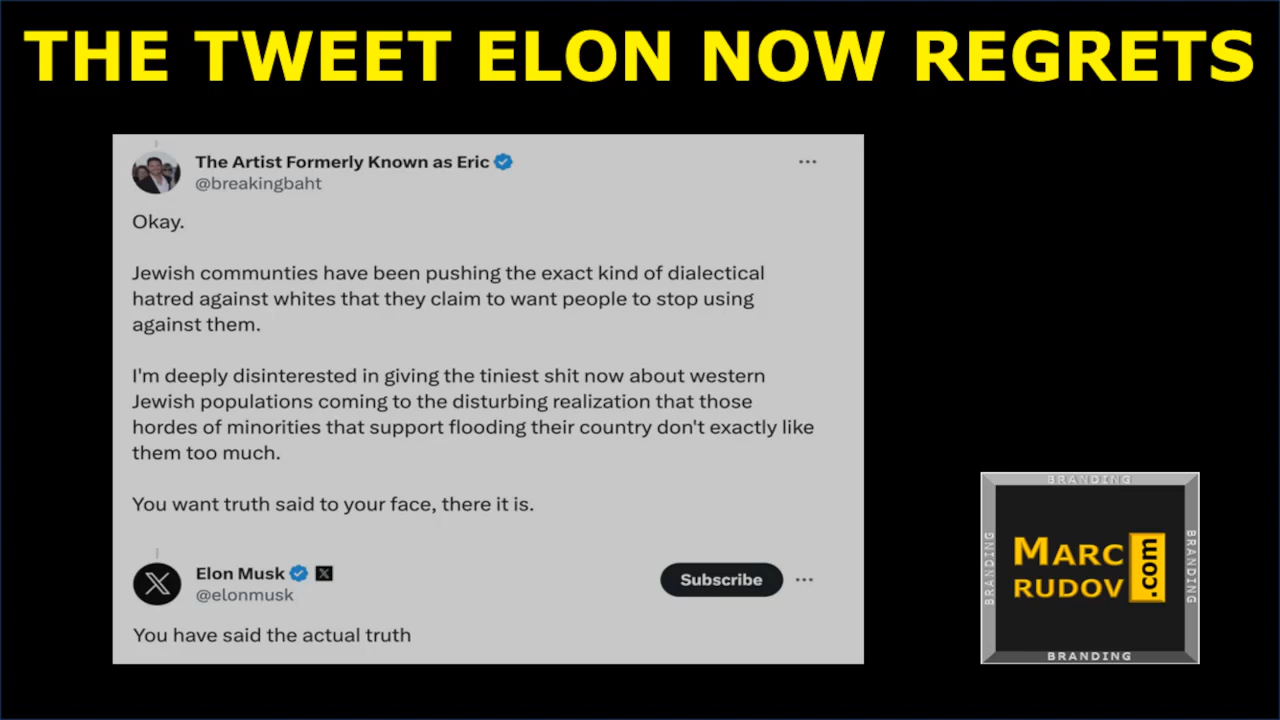 THE TWEET ELON NOW REGRETS
The Artist Formerly Known as Eric
@breakingbaht
Okay.
Jewish communties have been pushing the exact kind of dialectical
hatred against whites that they claim to want people to stop using
against them.
I'm deeply disinterested in giving the tiniest shit now about western
Jewish populations coming to the disturbing realization that those
hordes of minorities that support flooding their country don't exactly like
them too much.
You want truth said to your face, there it is.
Elon Musk
@elonmusk
Subscribe
You have said the actual truth
BRANDING
BRANDING
MARC
RUDOV
.com
BRANDING
BRANDING